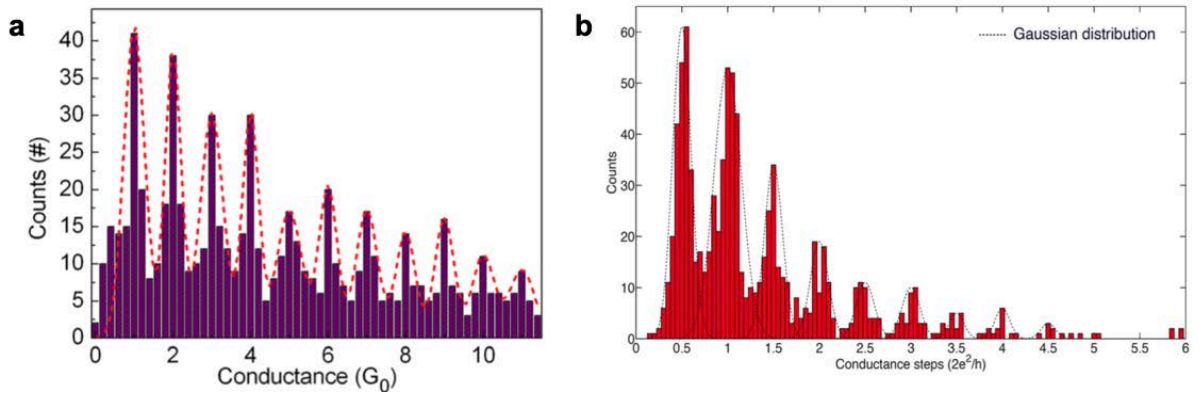 a
40
35
30
25
20
15
10
5
0
Counts (#)
0 2 4 6 8 10
Conductance (G0)
b
Gaussian distribution
60
50
40
30
20
10
0
Counts
0 0.5 1 1.5 2 2.5 3 3.5 4 4.5 5 5.5 6
Conductance steps (2e²/h)